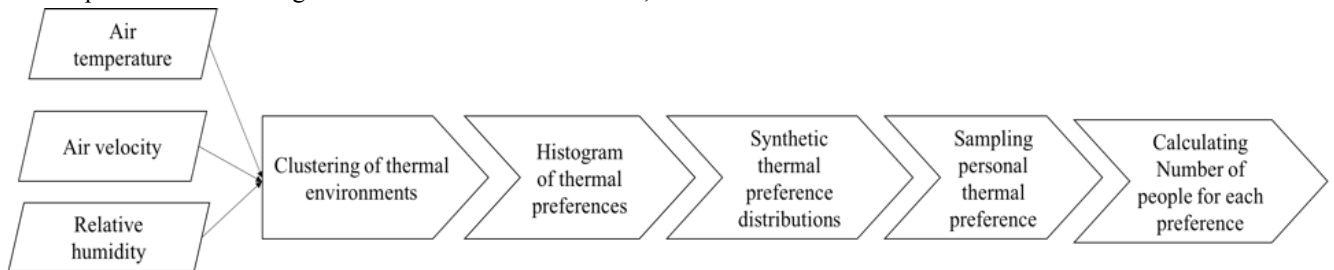 Air
temperature
Air velocity
Relative
humidity
Clustering of thermal
environments
Histogram
of thermal
preferences
Synthetic
thermal
preference
distributions
Sampling
personal
thermal
preference
Calculating
Number of
people for each
preference